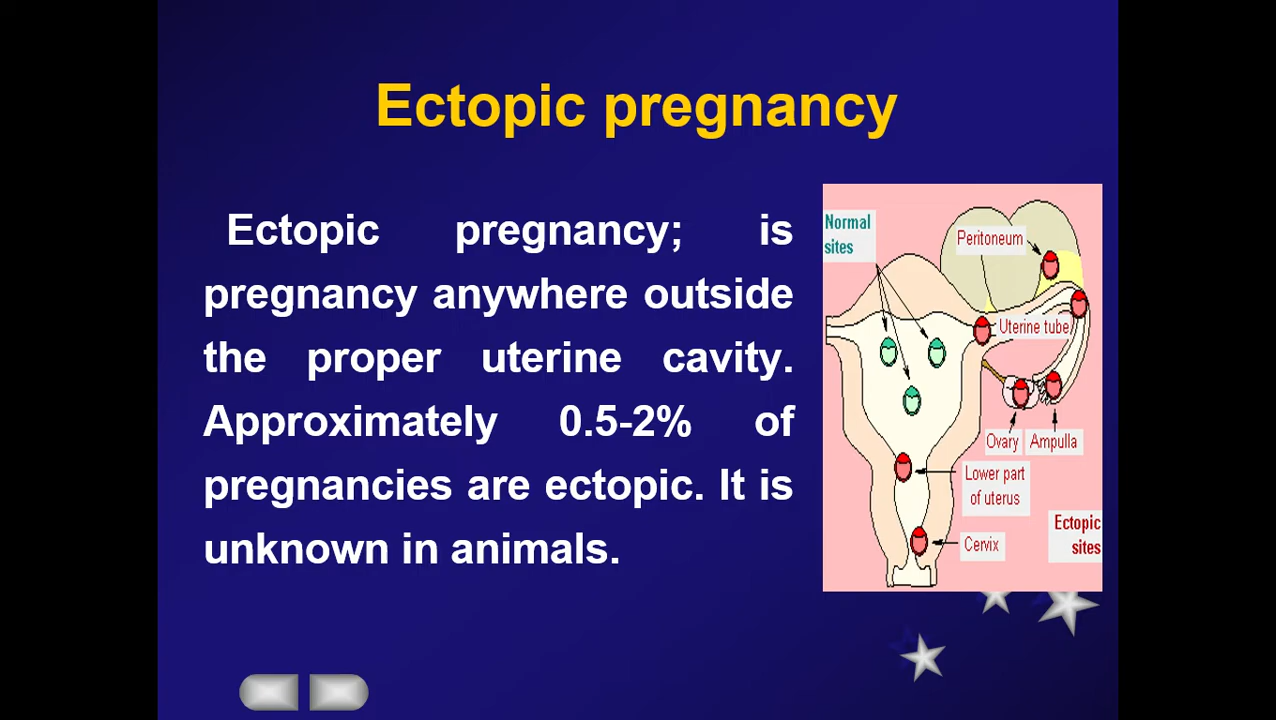 Ectopic pregnancy
Ectopic pregnancy; is
pregnancy anywhere outside
the proper uterine cavity.
Approximately 0.5-2% of
pregnancies are ectopic. It is
unknown in animals.
Normal
sites
Peritoneum
Uterine tube
Ovary
Ampulla
Lower part
of uterus
Ectopic
sites
Cervix